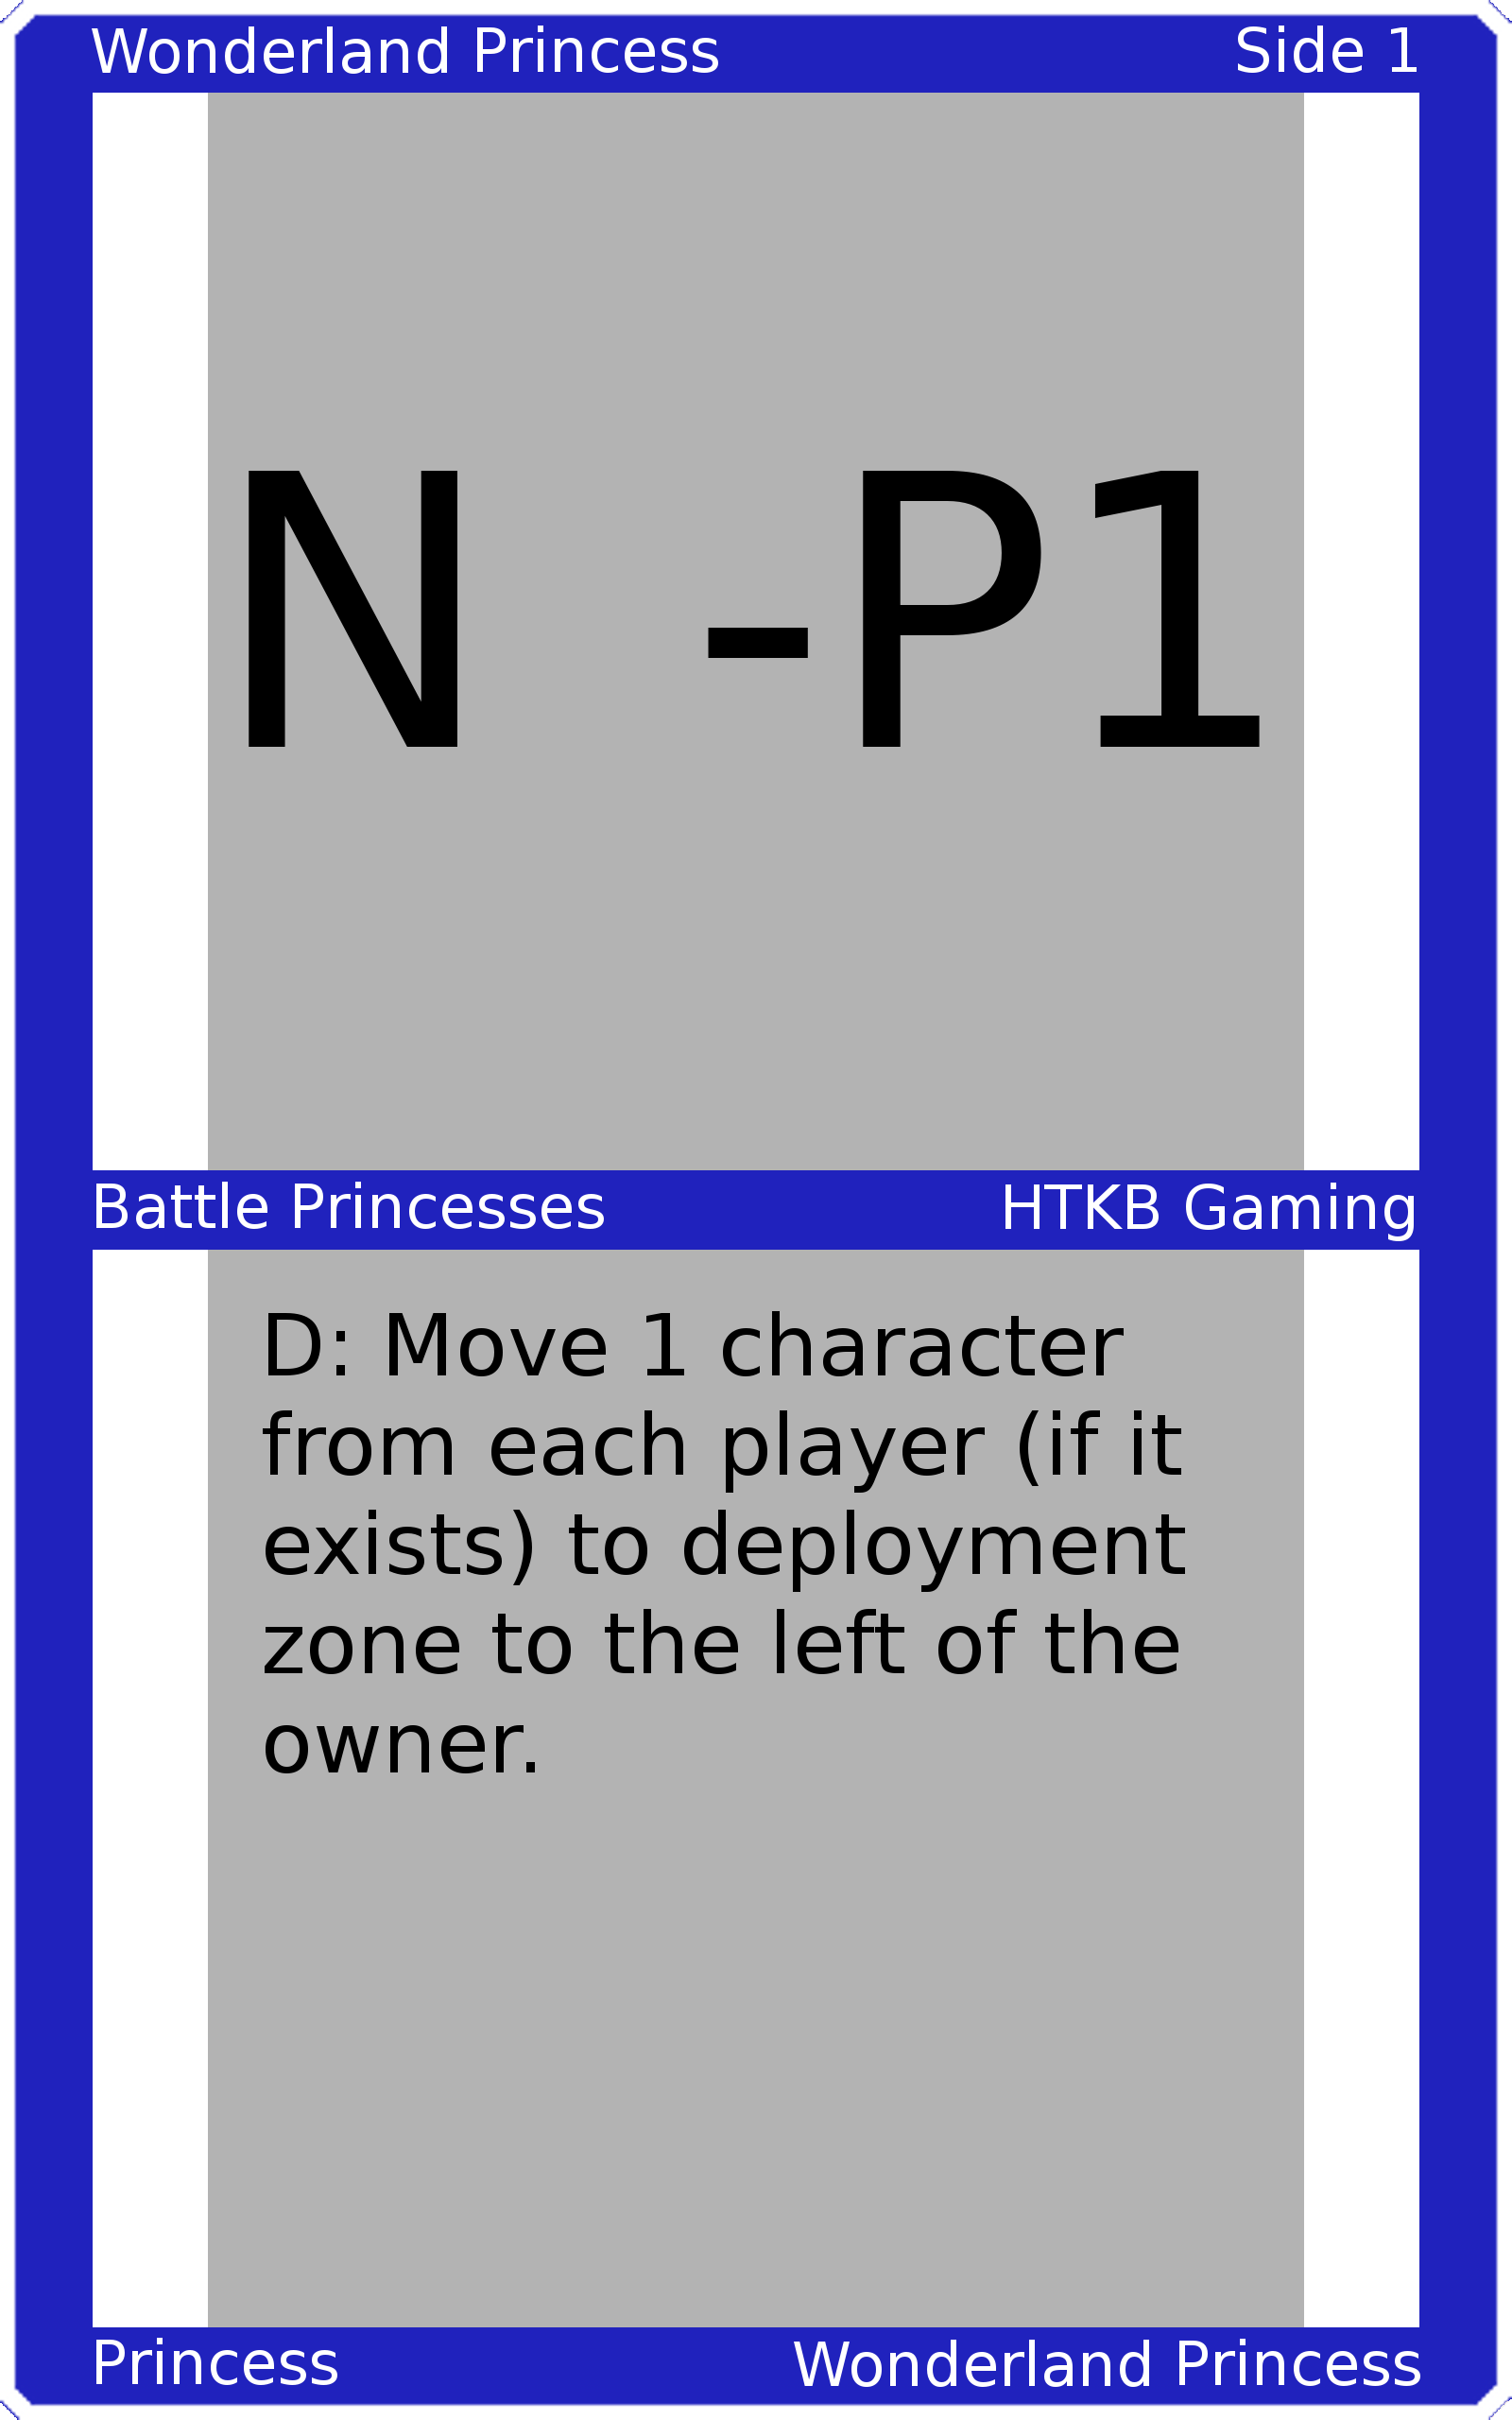 Wonderland Princess Side 1
N -P1
Battle Princesses HTKB Gaming
D: Move 1 character
from each player (if it
exists) to deployment
zone to the left of the
owner.
Princess Wonderland Princess